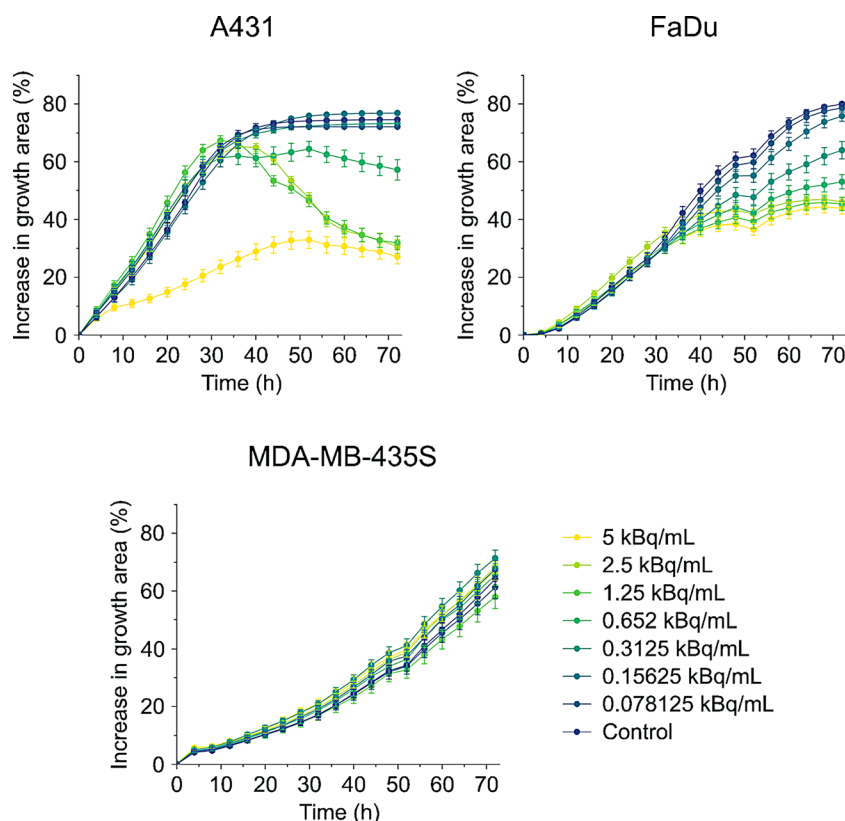 A431
Increase in growth area (%)
80
60
40
20
0
0 10 20 30 40 50 60 70
Time (h)
FaDu
Increase in growth area (%)
80
60
40
20
0
0 10 20 30 40 50 60 70
Time (h)
MDA-MB-435S
Increase in growth area (%)
80
60
40
20
0
0 10 20 30 40 50 60 70
Time (h)
5 kBq/mL
2.5 kBq/mL
1.25 kBq/mL
0.652 kBq/mL
0.3125 kBq/mL
0.15625 kBq/mL
0.078125 kBq/mL
Control